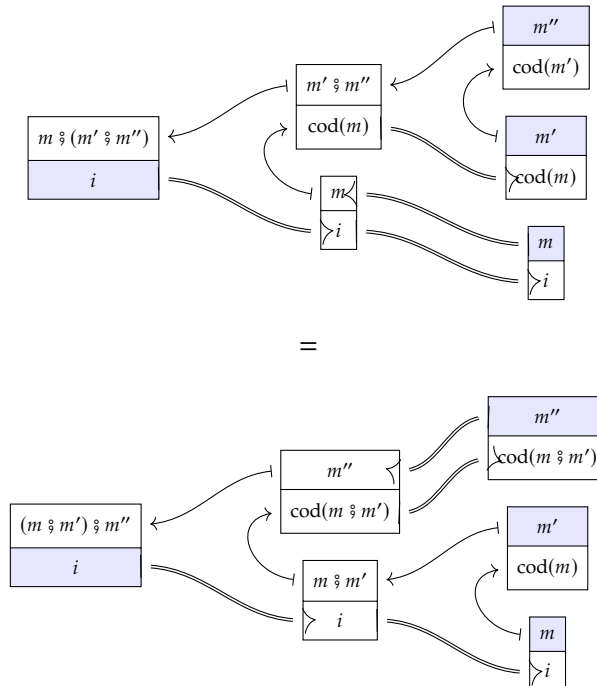 m″
cod(m′)
m′ ⨟ m″
cod(m)
m ⨟ (m′ ⨟ m″)
i
m′
cod(m)
m
i
m
i
=
m″
cod(m ⨟ m′)
m″
cod(m ⨟ m′)
(m ⨟ m′) ⨟ m″
i
m′
cod(m)
m ⨟ m′
i
m
i